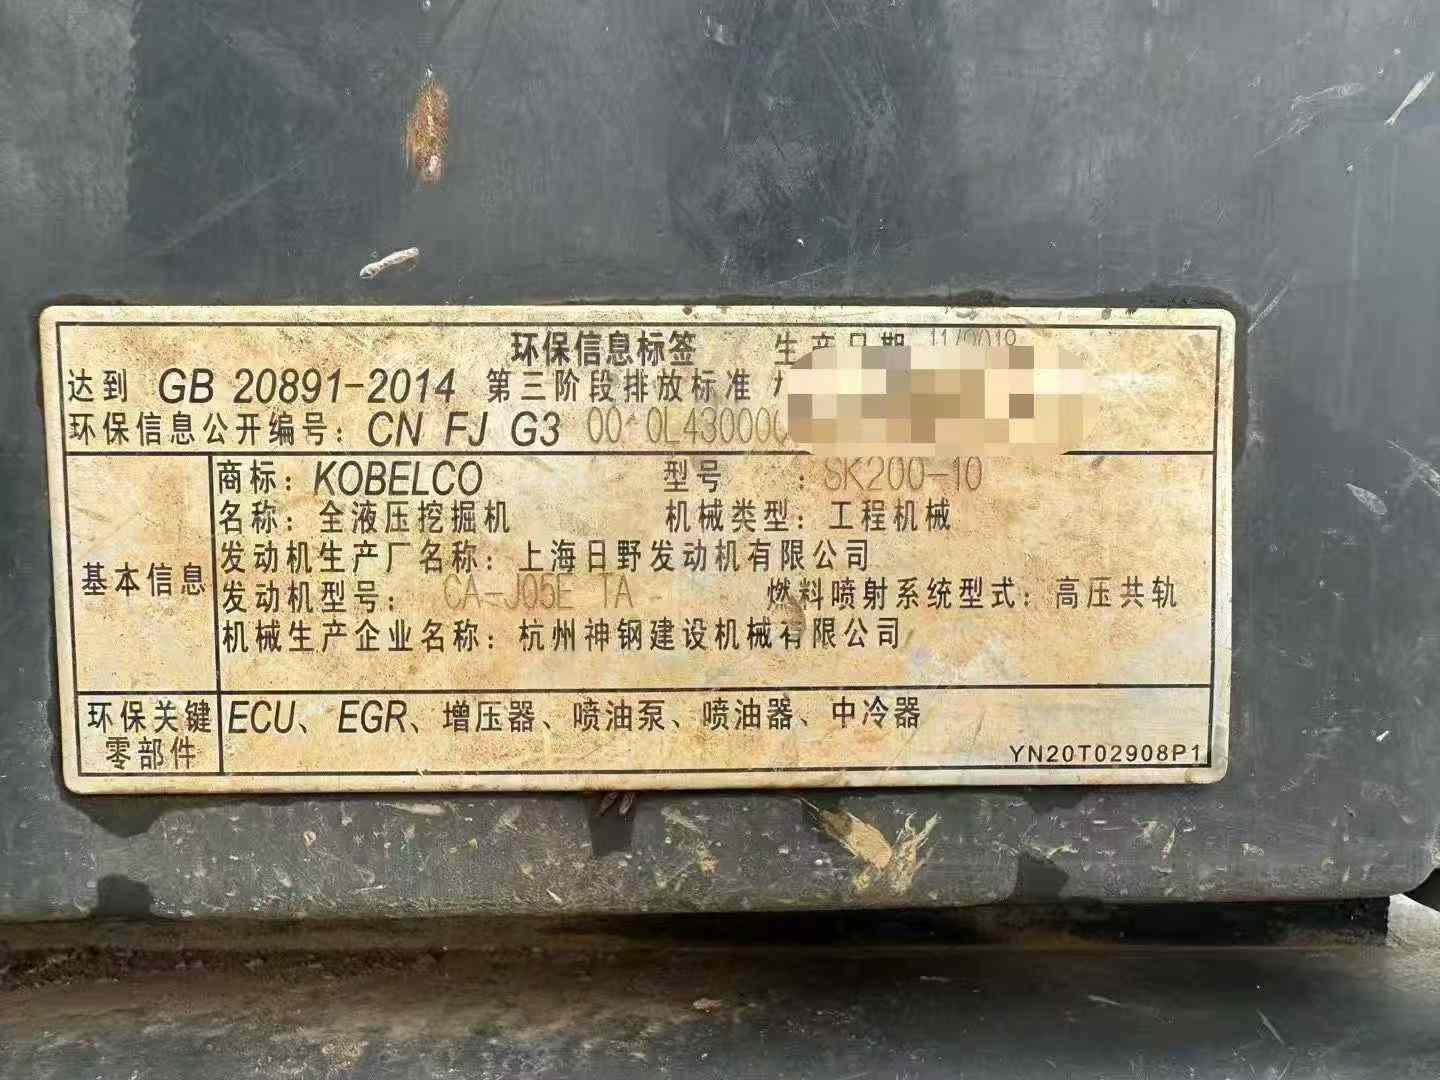 环保信息标签 生产日期
达到 GB 20891-2014 第三阶段排放标准
环保信息公开编号：CN FJ G3
商标：KOBELCO 型号：SK200-10
名称：全液压挖掘机 机械类型：工程机械
发动机生产厂名称：上海日野发动机有限公司
基本信息
发动机型号：CA-J05E TA 燃料喷射系统型式：高压共轨
机械生产企业名称：杭州神钢建设机械有限公司
环保关键
零部件
ECU、EGR、增压器、喷油泵、喷油器、中冷器
YN20T02908P1